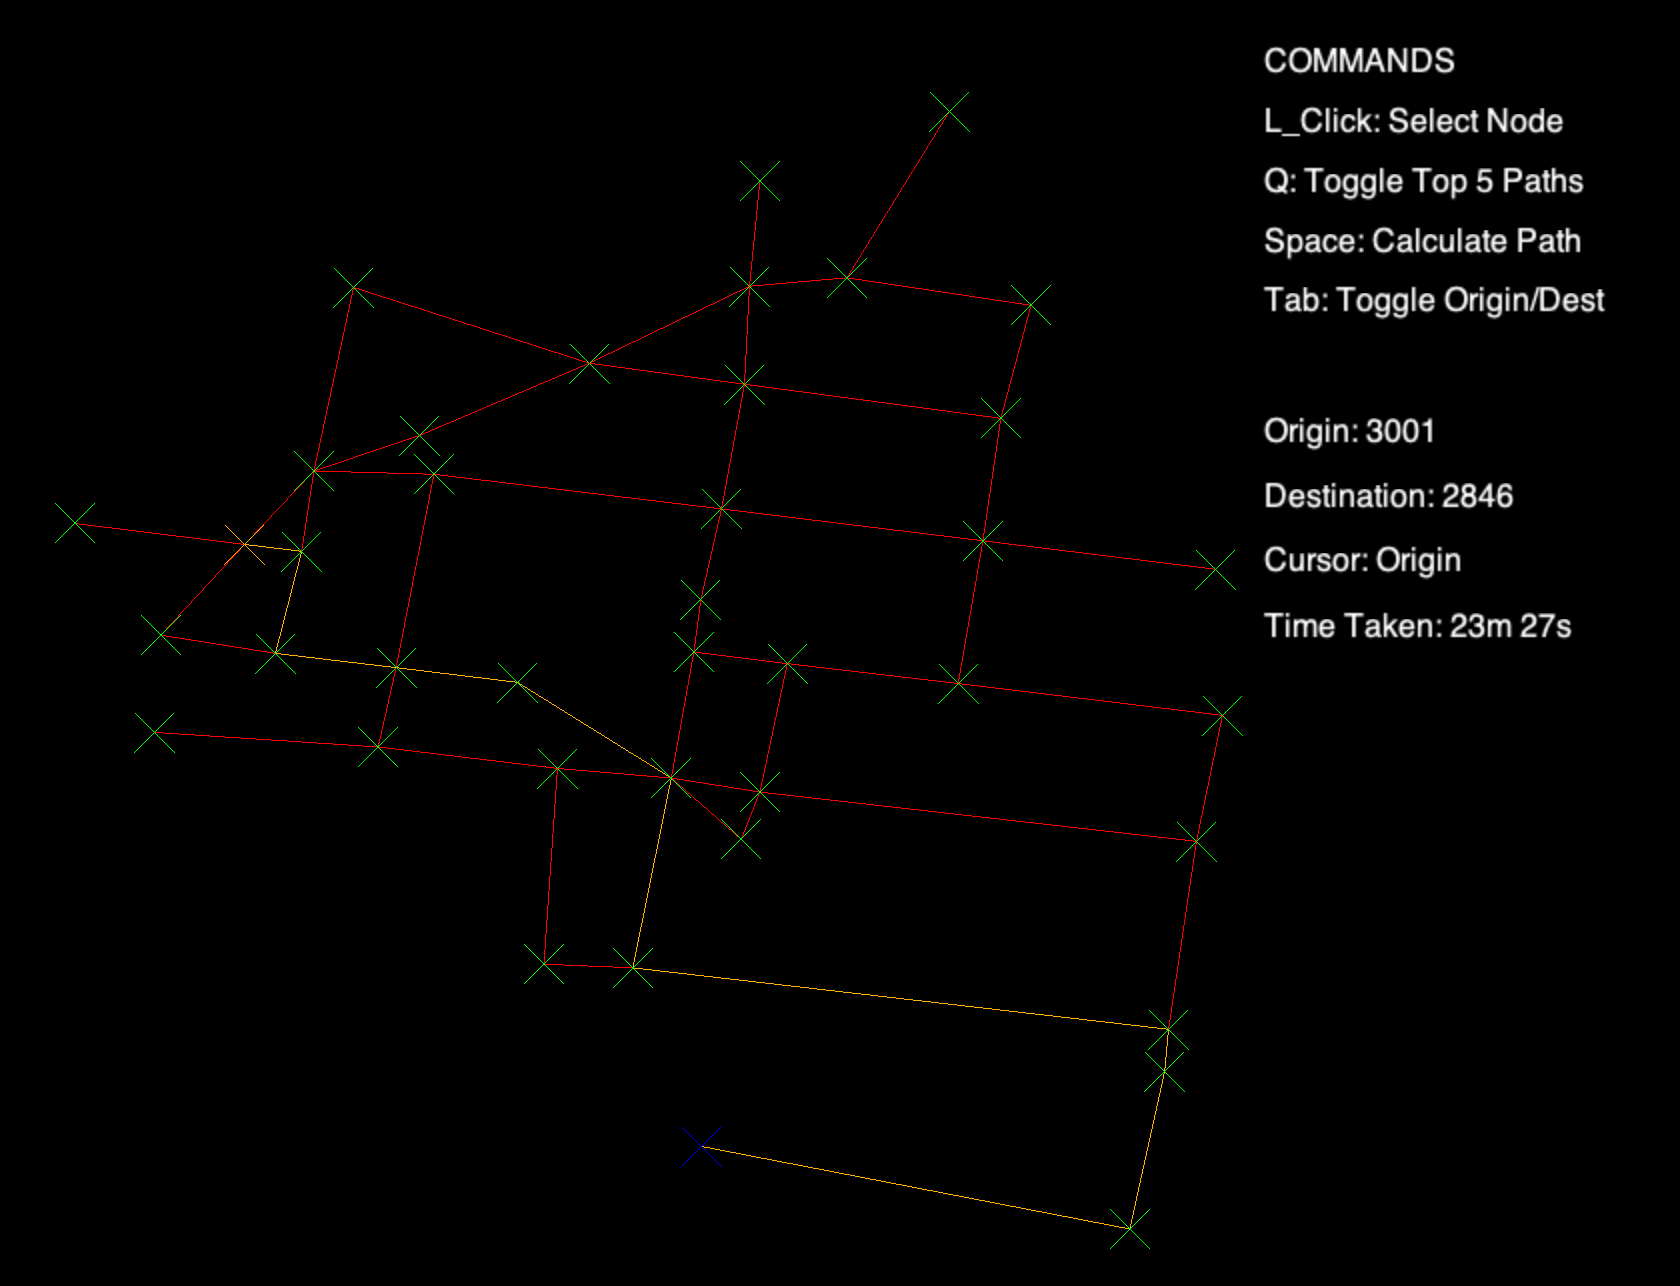 COMMANDS
L_Click: Select Node
Q: Toggle Top 5 Paths
Space: Calculate Path
Tab: Toggle Origin/Dest
Origin: 3001
Destination: 2846
Cursor: Origin
Time Taken: 23m 27s